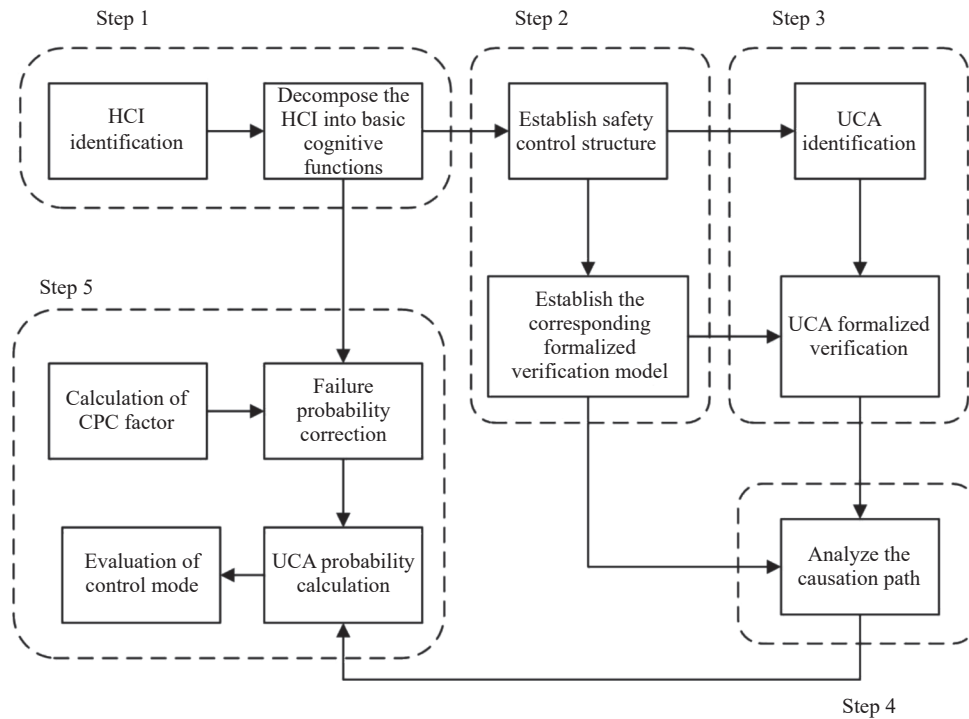 Step 1
HCI
identification
Decompose the
HCI into basic
cognitive
functions
Step 2
Establish safety
control structure
Establish the
corresponding
formalized
verification model
Step 3
UCA
identification
UCA formalized
verification
Step 5
Calculation of
CPC factor
Failure
probability
correction
Evaluation of
control mode
UCA probability
calculation
Analyze the
causation path
Step 4